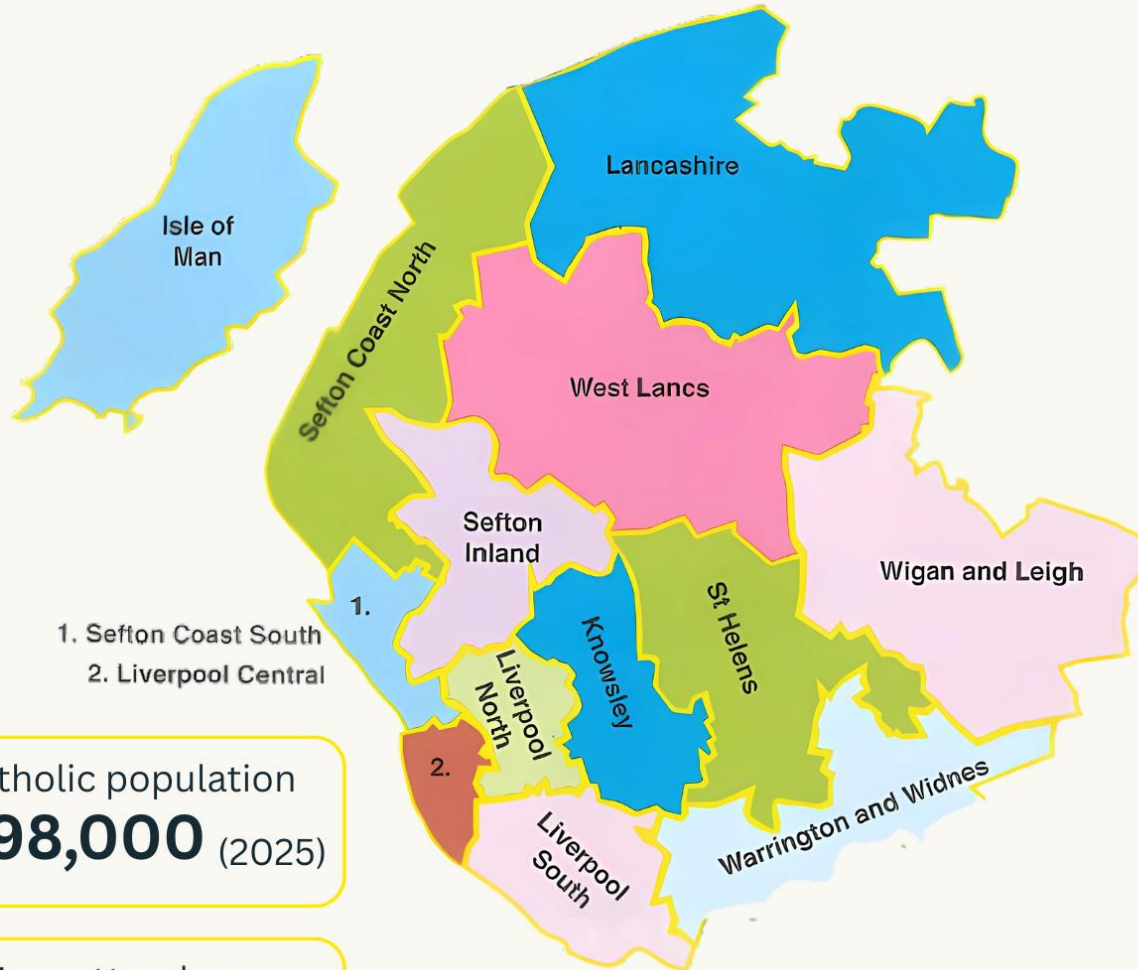 Lancashire
Isle of
Man
Sefton Coast North
West Lancs
Sefton
Inland
Wigan and Leigh
1.
St Helens
Knowsley
1. Sefton Coast South
2. Liverpool Central
Liverpool
North
2.
Warrington and Widnes
Liverpool
South
tholic population
98,000 (2025)